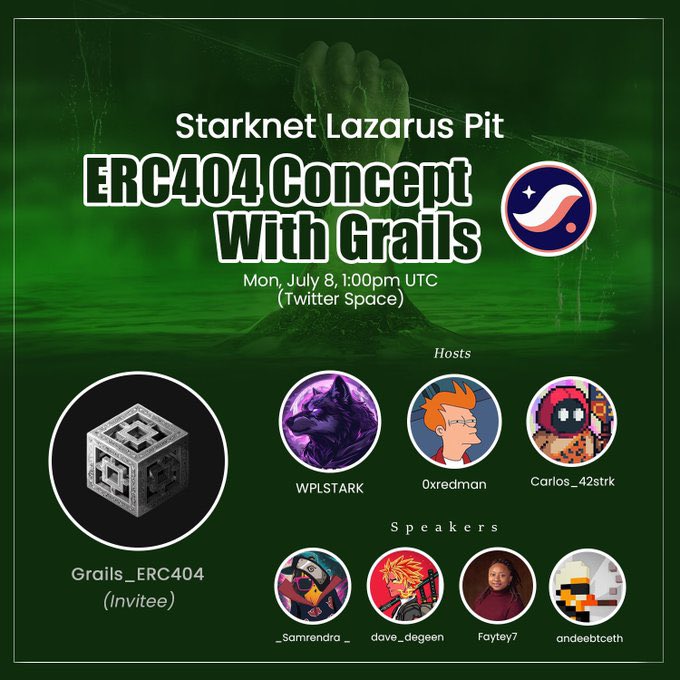 Starknet Lazarus Pit
ERC404 Concept
With Grails
Mon, July 8, 1:00pm UTC
(Twitter Space)
Hosts
WPLSTARK
0xredman
Carlos_42strk
Grails_ERC404
(Invitee)
Speakers
_Samrendra _
dave_degeen
Faytey7
andeebtceth